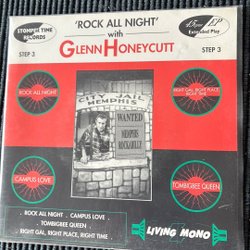 'ROCK ALL NIGHT'
with
GLENN HONEYCUTT
STOMPER TIME
RECORDS
STEP 3
45rpm EP
Extended Play
STEP 3
ROCK ALL NIGHT
RIGHT GAL, RIGHT PLACE,
RIGHT TIME
CITY JAIL
MEMPHIS
WANTED
MEMPHIS
ROCKABILLY
CAMPUS LOVE
TOMBIGBEE QUEEN
. ROCK ALL NIGHT . CAMPUS LOVE .
TOMBIGBEE QUEEN .
. RIGHT GAL, RIGHT PLACE, RIGHT TIME .
LIVING MONO